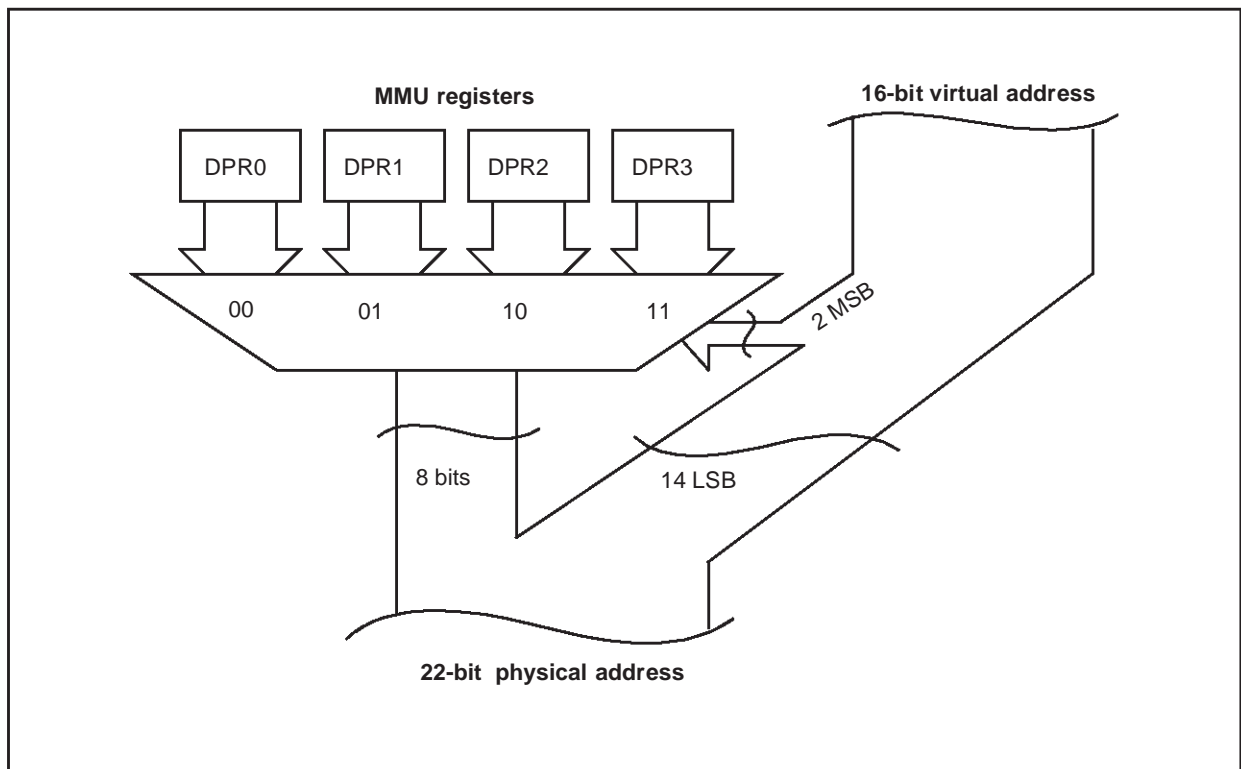 MMU registers
16-bit virtual address
DPR0 DPR1 DPR2 DPR3
00 01 10 11
2 MSB
8 bits
14 LSB
22-bit physical address